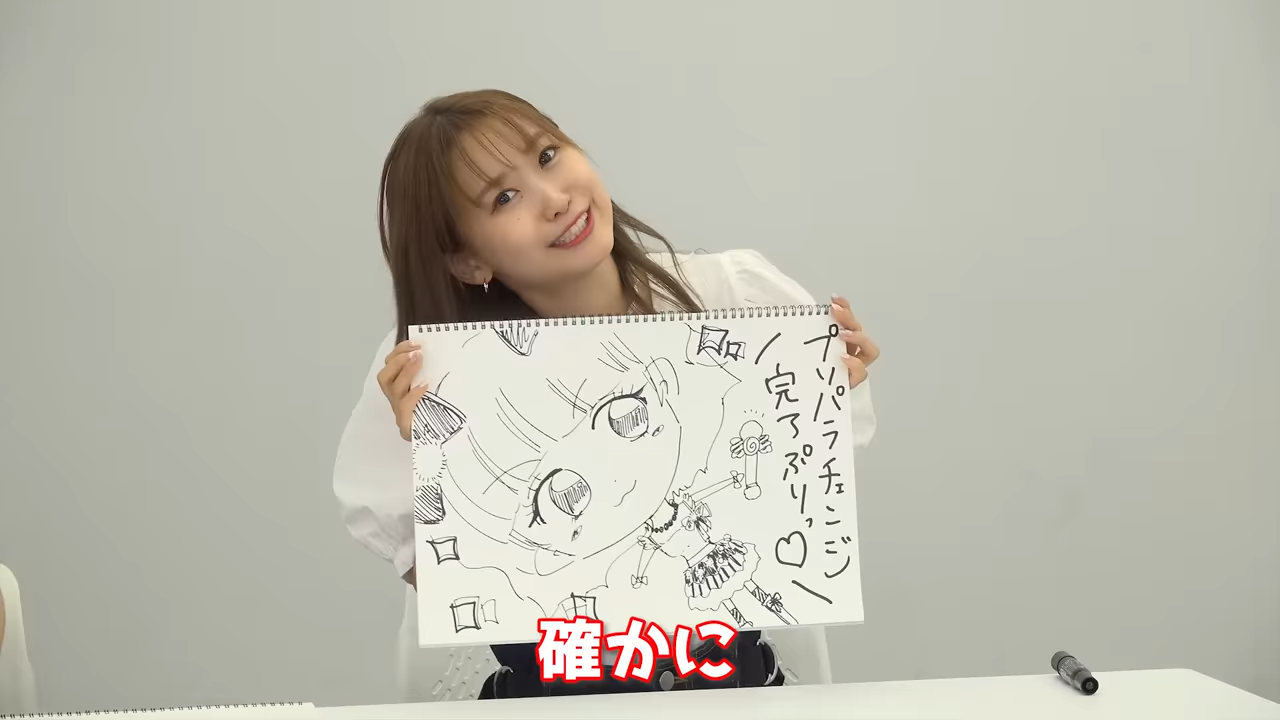 プリパラチェンジ
完了ぷりっ♡
確かに